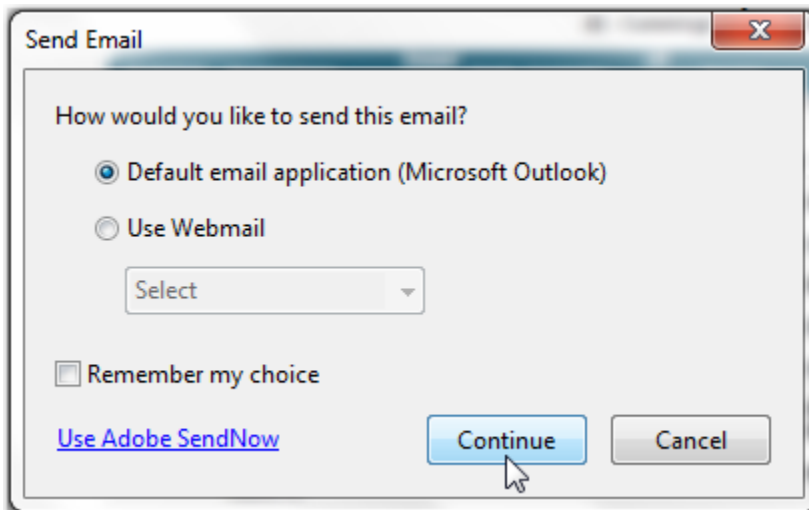 Send Email
How would you like to send this email?
Default email application (Microsoft Outlook)
Use Webmail
Select
Remember my choice
Use Adobe SendNow
Continue
Cancel